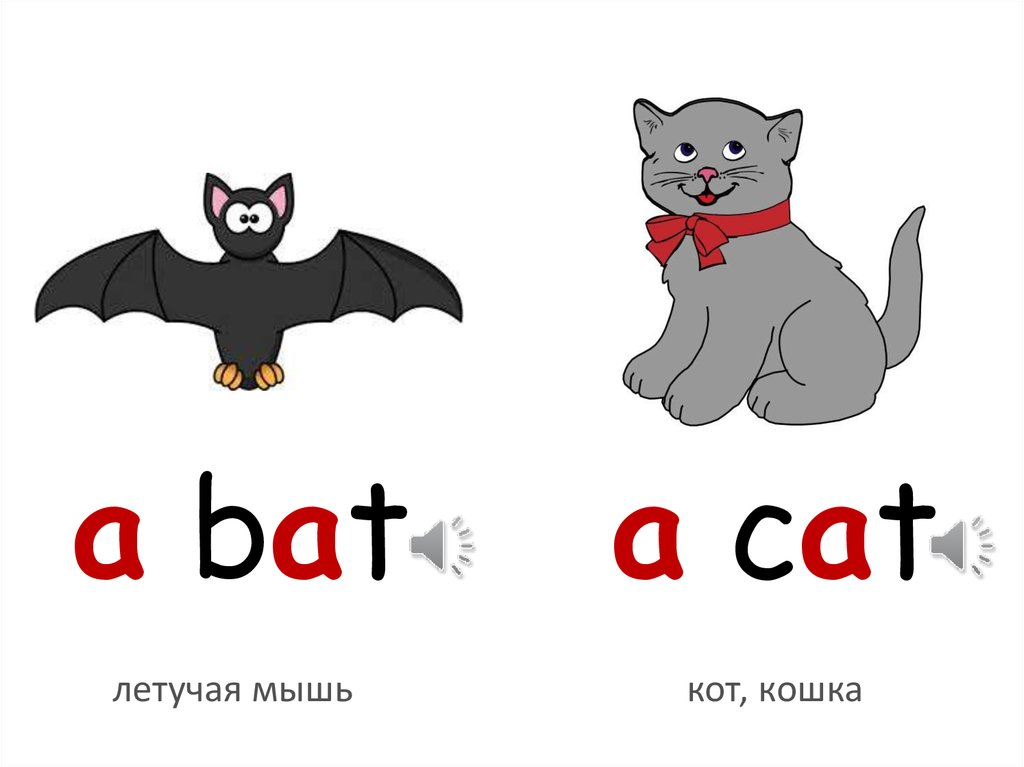 a bat
a cat
летучая мышь
кот, кошка